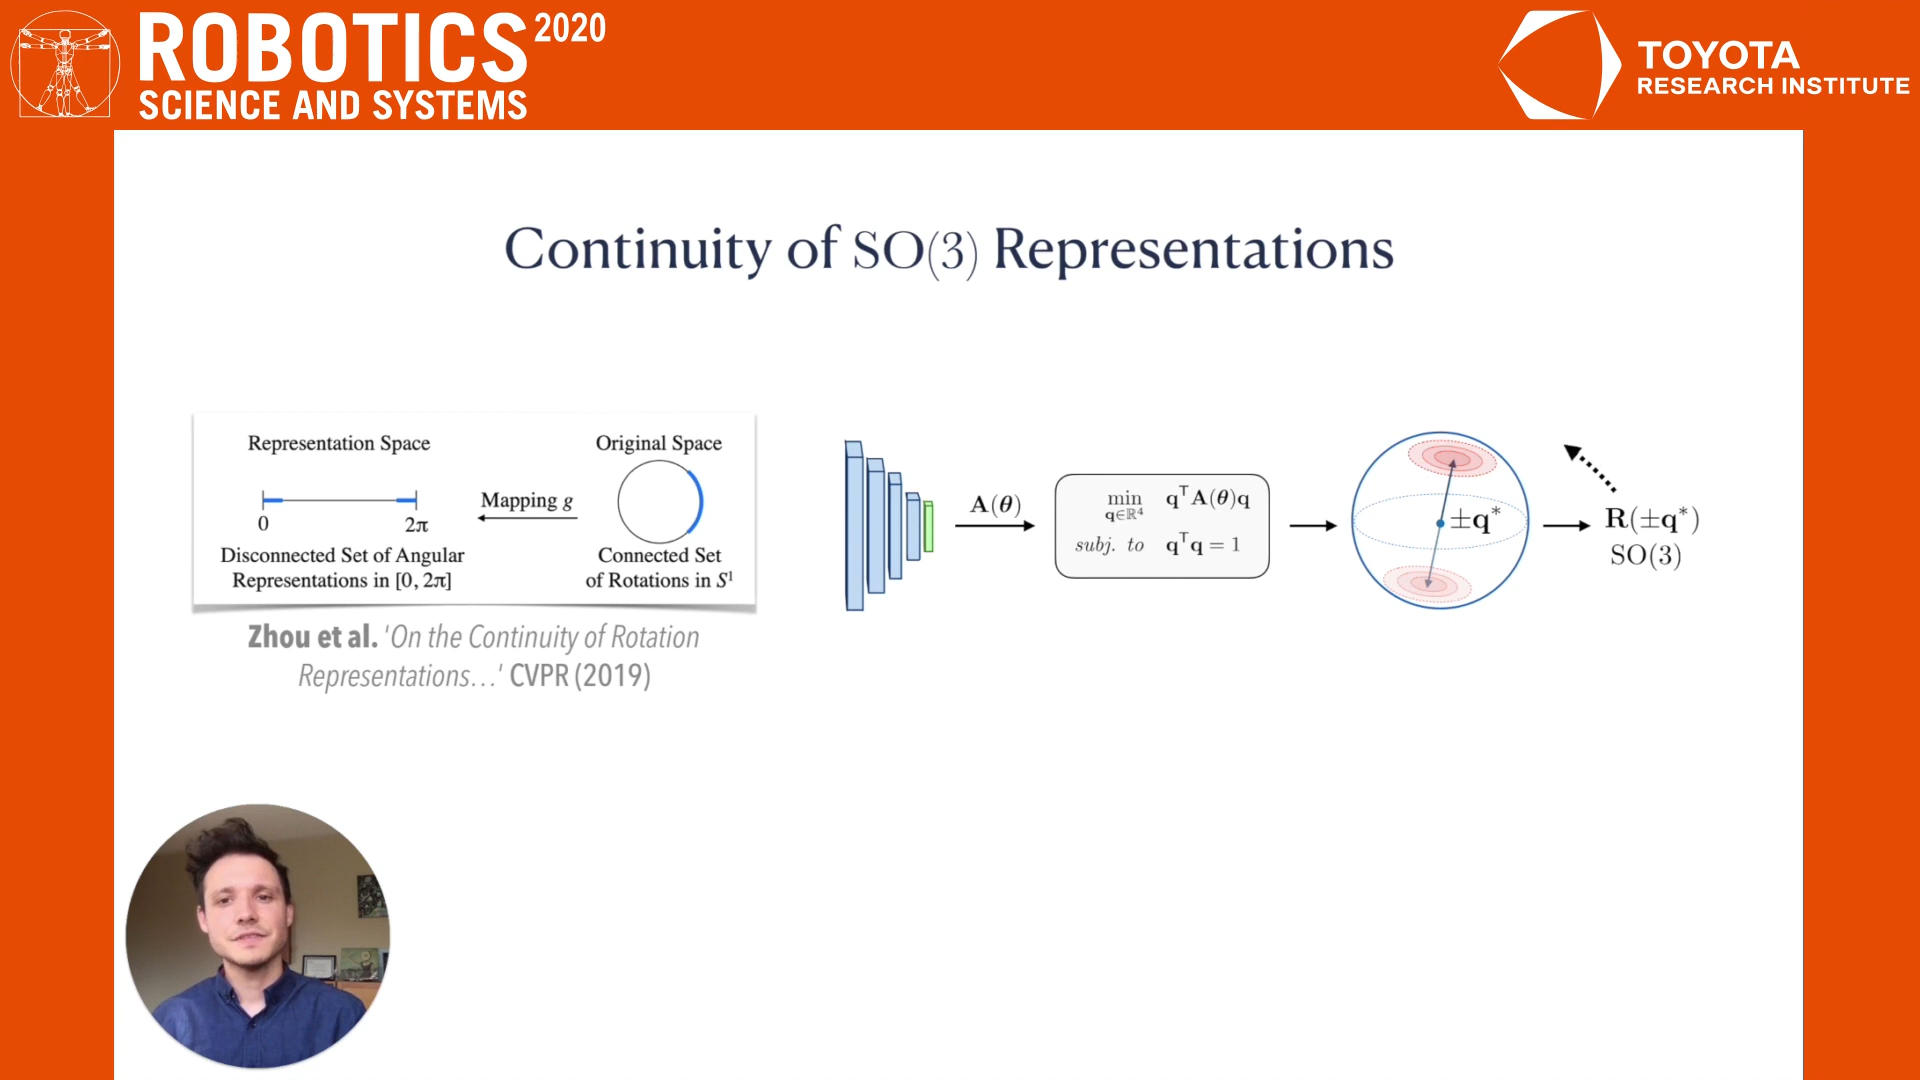 ROBOTICS 2020
SCIENCE AND SYSTEMS
TOYOTA
RESEARCH INSTITUTE
Continuity of SO(3) Representations
Representation Space
Original Space
Mapping g
0
2π
Disconnected Set of Angular
Representations in [0, 2π]
Connected Set
of Rotations in S¹
Zhou et al. 'On the Continuity of Rotation
Representations…' CVPR (2019)
A(θ)
min q∈ℝ⁴ qᵀA(θ)q
subj. to qᵀq = 1
±q*
R(±q*)
SO(3)